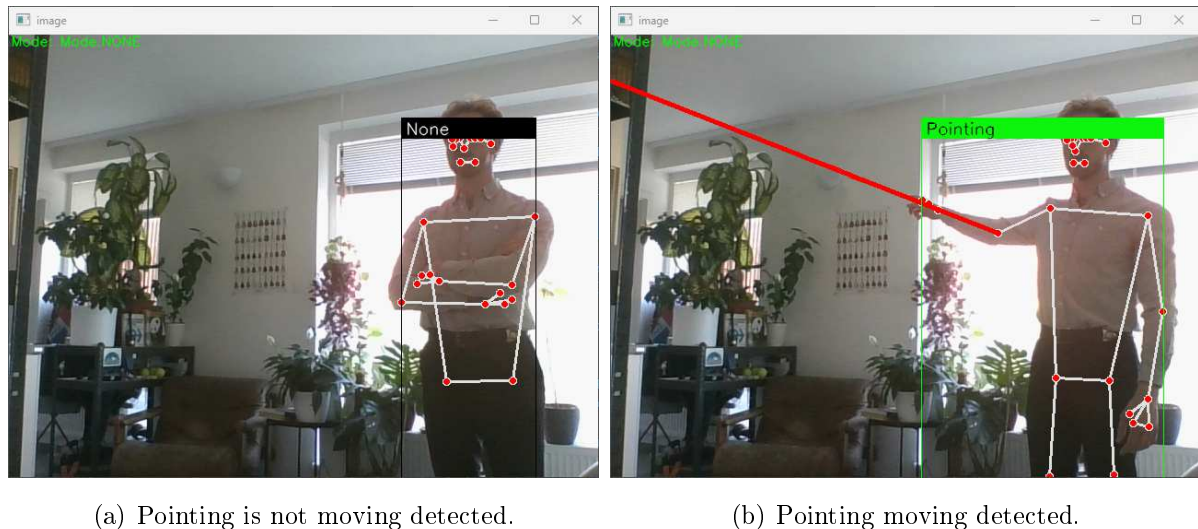 image
Mode: Mode.NONE
None
image
Mode: Mode.NONE
Pointing
(a) Pointing is not moving detected.
(b) Pointing moving detected.